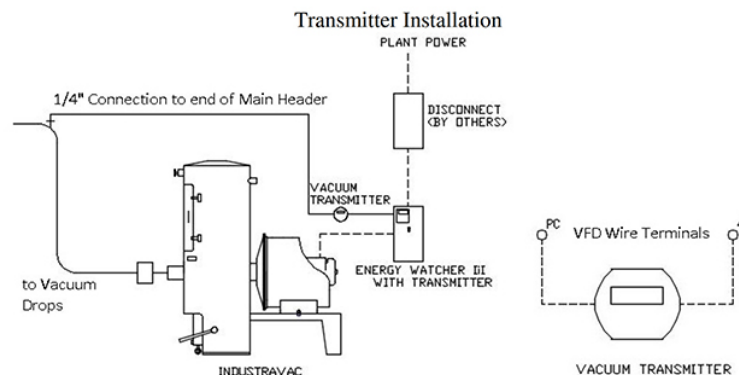 Transmitter Installation
PLANT POWER
1/4" Connection to end of Main Header
DISCONNECT
(BY OTHERS)
VACUUM
TRANSMITTER
PC
VFD Wire Terminals
to Vacuum
Drops
ENERGY WATCHER DI
WITH TRANSMITTER
INDUSTRAVAC
VACUUM TRANSMITTER